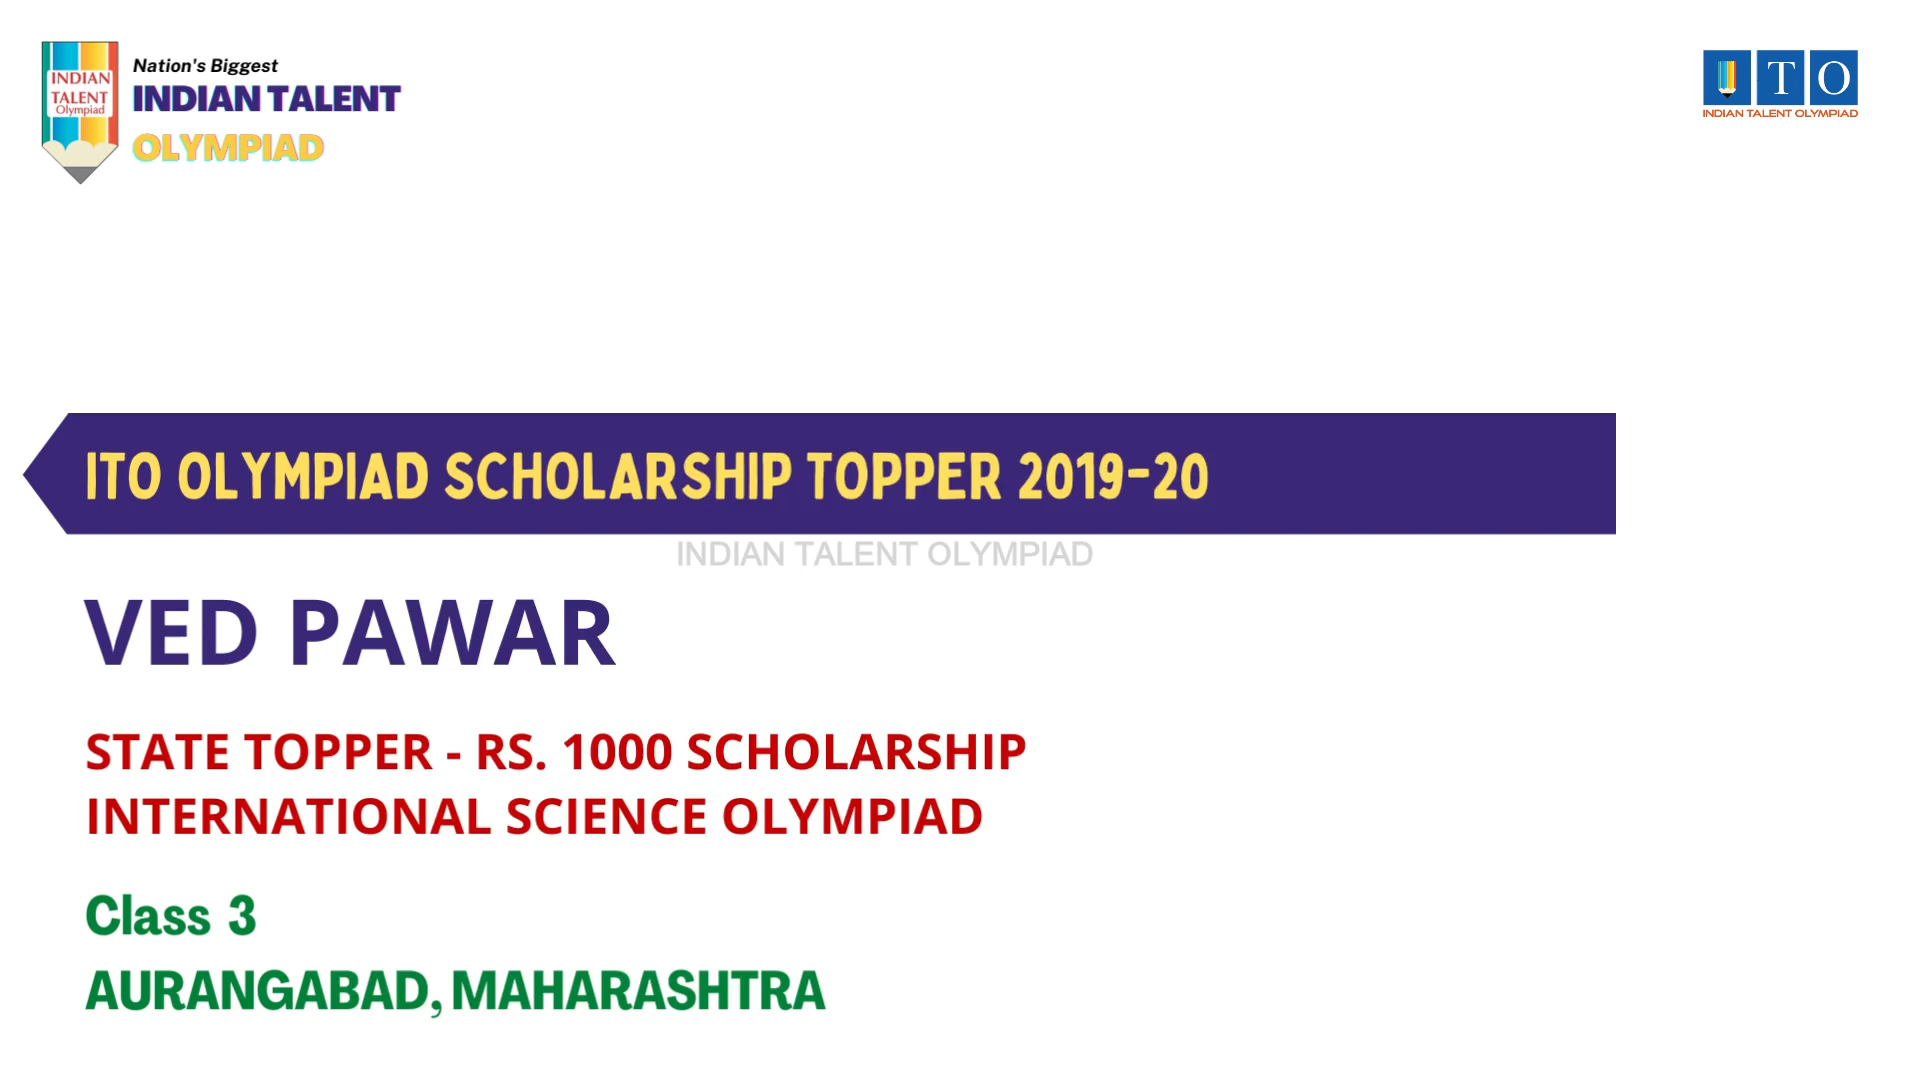 INDIAN
TALENT
Olympiad
Nation's Biggest
INDIAN TALENT
OLYMPIAD
T O
INDIAN TALENT OLYMPIAD
ITO OLYMPIAD SCHOLARSHIP TOPPER 2019-20
INDIAN TALENT OLYMPIAD
VED PAWAR
STATE TOPPER - RS. 1000 SCHOLARSHIP
INTERNATIONAL SCIENCE OLYMPIAD
Class 3
AURANGABAD, MAHARASHTRA